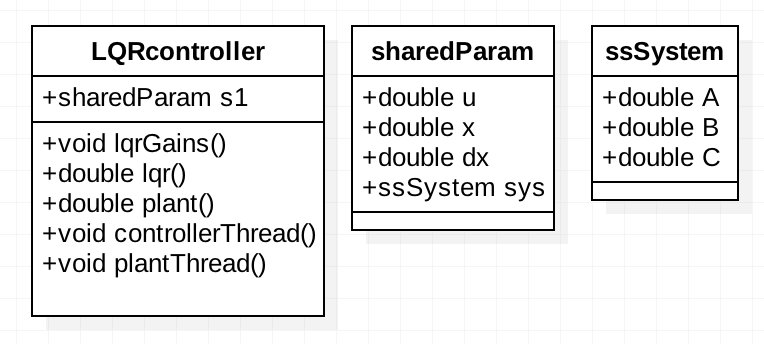 LQRcontroller
+sharedParam s1
+void lqrGains()
+double lqr()
+double plant()
+void controllerThread()
+void plantThread()
sharedParam
+double u
+double x
+double dx
+ssSystem sys
ssSystem
+double A
+double B
+double C